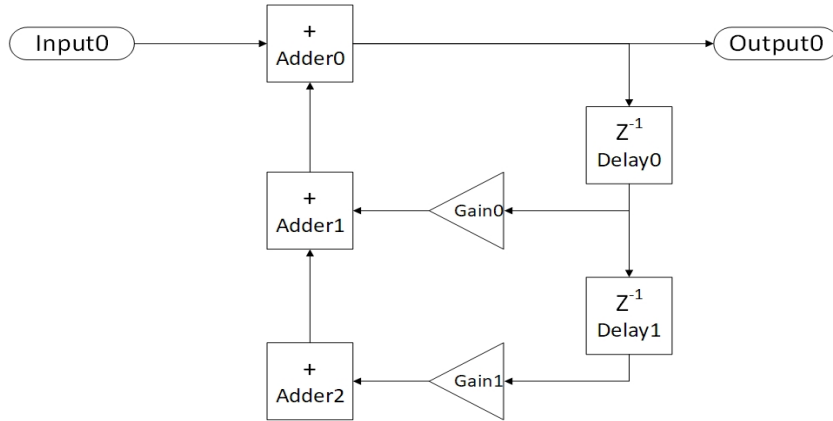 Input0
+
Adder0
Output0
Z⁻¹
Delay0
+
Adder1
Gain0
Z⁻¹
Delay1
+
Adder2
Gain1